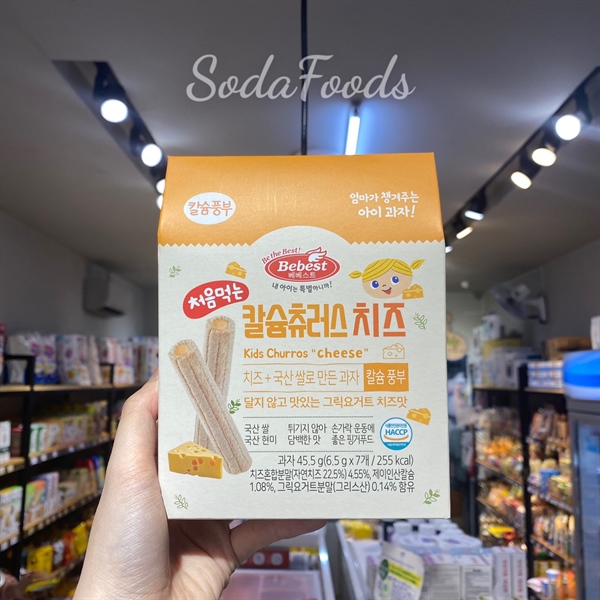 SodaFoods
칼슘풍부
엄마가 챙겨주는
아이 과자!
Be the Best!
Bebest
베베스트
내 아이는 특별하니까!
처음먹는
칼슘츄러스 치즈
Kids Churros "cheese"
치즈+국산 쌀로 만든 과자 칼슘 풍부
달지 않고 맛있는 그릭요거트 치즈맛
국산 쌀 튀기지 않아 손가락 운동에
국산 현미 담백한 맛 좋은 핑거푸드
HACCP
과자 45.5 g(6.5 g x 7개 / 255 kcal)
치즈혼합분말(자연치즈 22.5%) 4.55%, 제이인산칼슘
1.08%, 그릭요거트분말(그리스산) 0.14% 함유